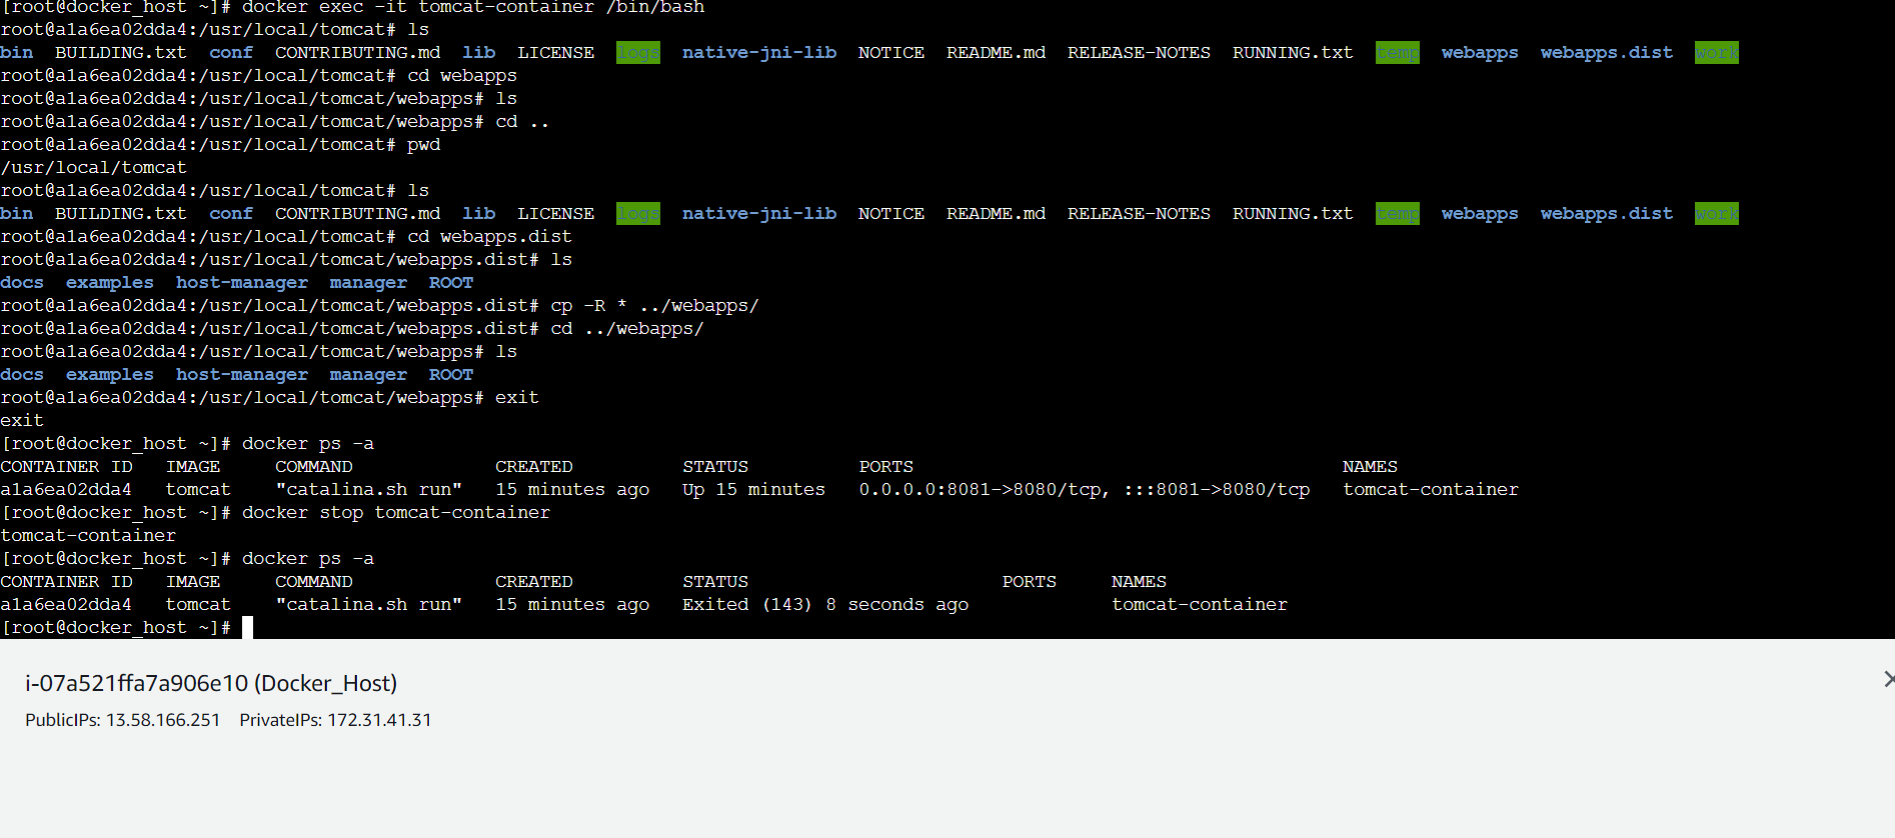 [root@docker_host ~]# docker exec -it tomcat-container /bin/bash
root@a1a6ea02dda4:/usr/local/tomcat# ls
bin  BUILDING.txt  conf  CONTRIBUTING.md  lib  LICENSE  logs  native-jni-lib  NOTICE  README.md  RELEASE-NOTES  RUNNING.txt  temp  webapps  webapps.dist  work
root@a1a6ea02dda4:/usr/local/tomcat# cd webapps
root@a1a6ea02dda4:/usr/local/tomcat/webapps# ls
root@a1a6ea02dda4:/usr/local/tomcat/webapps# cd ..
root@a1a6ea02dda4:/usr/local/tomcat# pwd
/usr/local/tomcat
root@a1a6ea02dda4:/usr/local/tomcat# ls
bin  BUILDING.txt  conf  CONTRIBUTING.md  lib  LICENSE  logs  native-jni-lib  NOTICE  README.md  RELEASE-NOTES  RUNNING.txt  temp  webapps  webapps.dist  work
root@a1a6ea02dda4:/usr/local/tomcat# cd webapps.dist
root@a1a6ea02dda4:/usr/local/tomcat/webapps.dist# ls
docs  examples  host-manager  manager  ROOT
root@a1a6ea02dda4:/usr/local/tomcat/webapps.dist# cp -R * ../webapps/
root@a1a6ea02dda4:/usr/local/tomcat/webapps.dist# cd ../webapps/
root@a1a6ea02dda4:/usr/local/tomcat/webapps# ls
docs  examples  host-manager  manager  ROOT
root@a1a6ea02dda4:/usr/local/tomcat/webapps# exit
exit
[root@docker_host ~]# docker ps -a
CONTAINER ID   IMAGE     COMMAND             CREATED          STATUS          PORTS                                       NAMES
a1a6ea02dda4   tomcat    "catalina.sh run"   15 minutes ago   Up 15 minutes   0.0.0.0:8081->8080/tcp, :::8081->8080/tcp   tomcat-container
[root@docker_host ~]# docker stop tomcat-container
tomcat-container
[root@docker_host ~]# docker ps -a
CONTAINER ID   IMAGE     COMMAND             CREATED          STATUS                       PORTS     NAMES
a1a6ea02dda4   tomcat    "catalina.sh run"   15 minutes ago   Exited (143) 8 seconds ago             tomcat-container
[root@docker_host ~]#
i-07a521ffa7a906e10 (Docker_Host)
PublicIPs: 13.58.166.251    PrivateIPs: 172.31.41.31